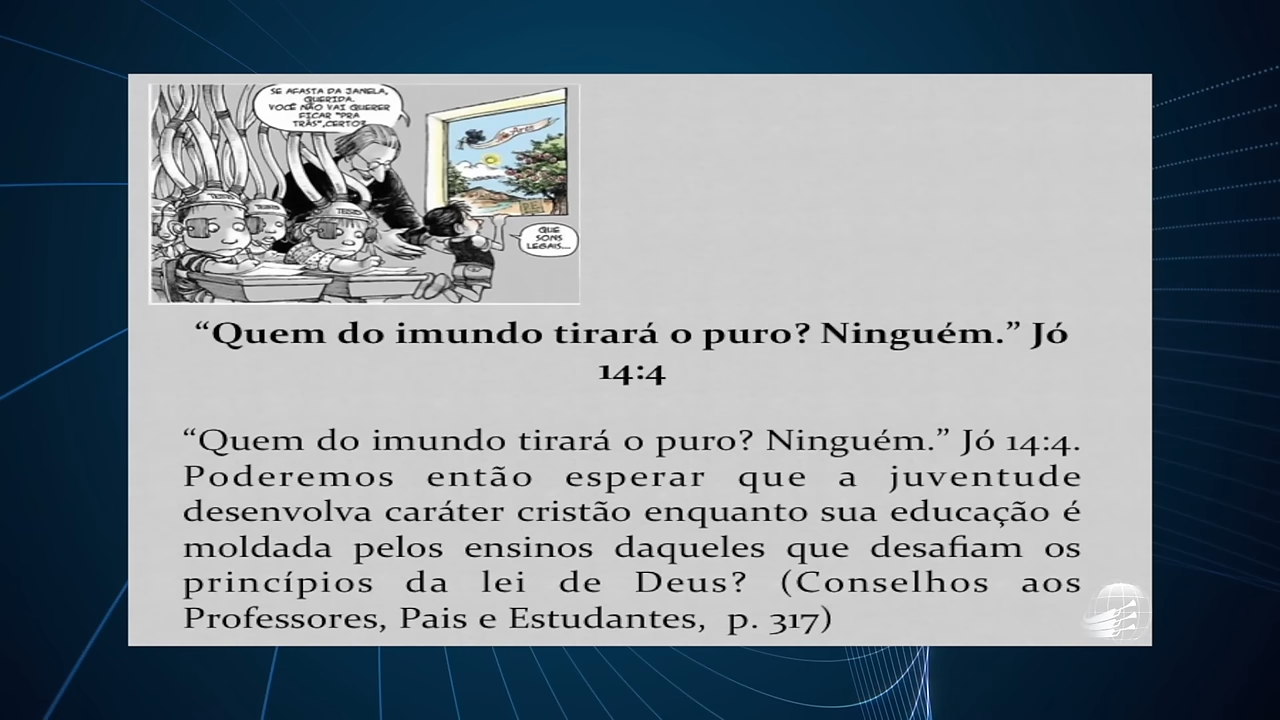 SE AFASTA DA JANELA,
QUERIDA.
VOCÊ NÃO VAI QUERER
FICAR "PRA
TRÁS", CERTO?
QUE
SONS
LEGAIS...
“Quem do imundo tirará o puro? Ninguém.” Jó
14:4
“Quem do imundo tirará o puro? Ninguém.” Jó 14:4.
Poderemos então esperar que a juventude
desenvolva caráter cristão enquanto sua educação é
moldada pelos ensinos daqueles que desafiam os
princípios da lei de Deus? (Conselhos aos
Professores, Pais e Estudantes, p. 317)